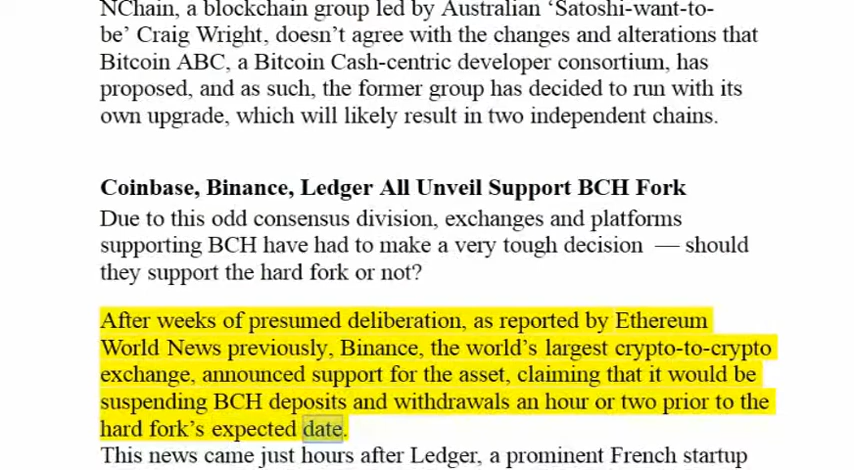 NChain, a blockchain group led by Australian ‘Satoshi-want-to-
be’ Craig Wright, doesn’t agree with the changes and alterations that
Bitcoin ABC, a Bitcoin Cash-centric developer consortium, has
proposed, and as such, the former group has decided to run with its
own upgrade, which will likely result in two independent chains.
Coinbase, Binance, Ledger All Unveil Support BCH Fork
Due to this odd consensus division, exchanges and platforms
supporting BCH have had to make a very tough decision — should
they support the hard fork or not?
After weeks of presumed deliberation, as reported by Ethereum
World News previously, Binance, the world’s largest crypto-to-crypto
exchange, announced support for the asset, claiming that it would be
suspending BCH deposits and withdrawals an hour or two prior to the
hard fork’s expected date.
This news came just hours after Ledger, a prominent French startup